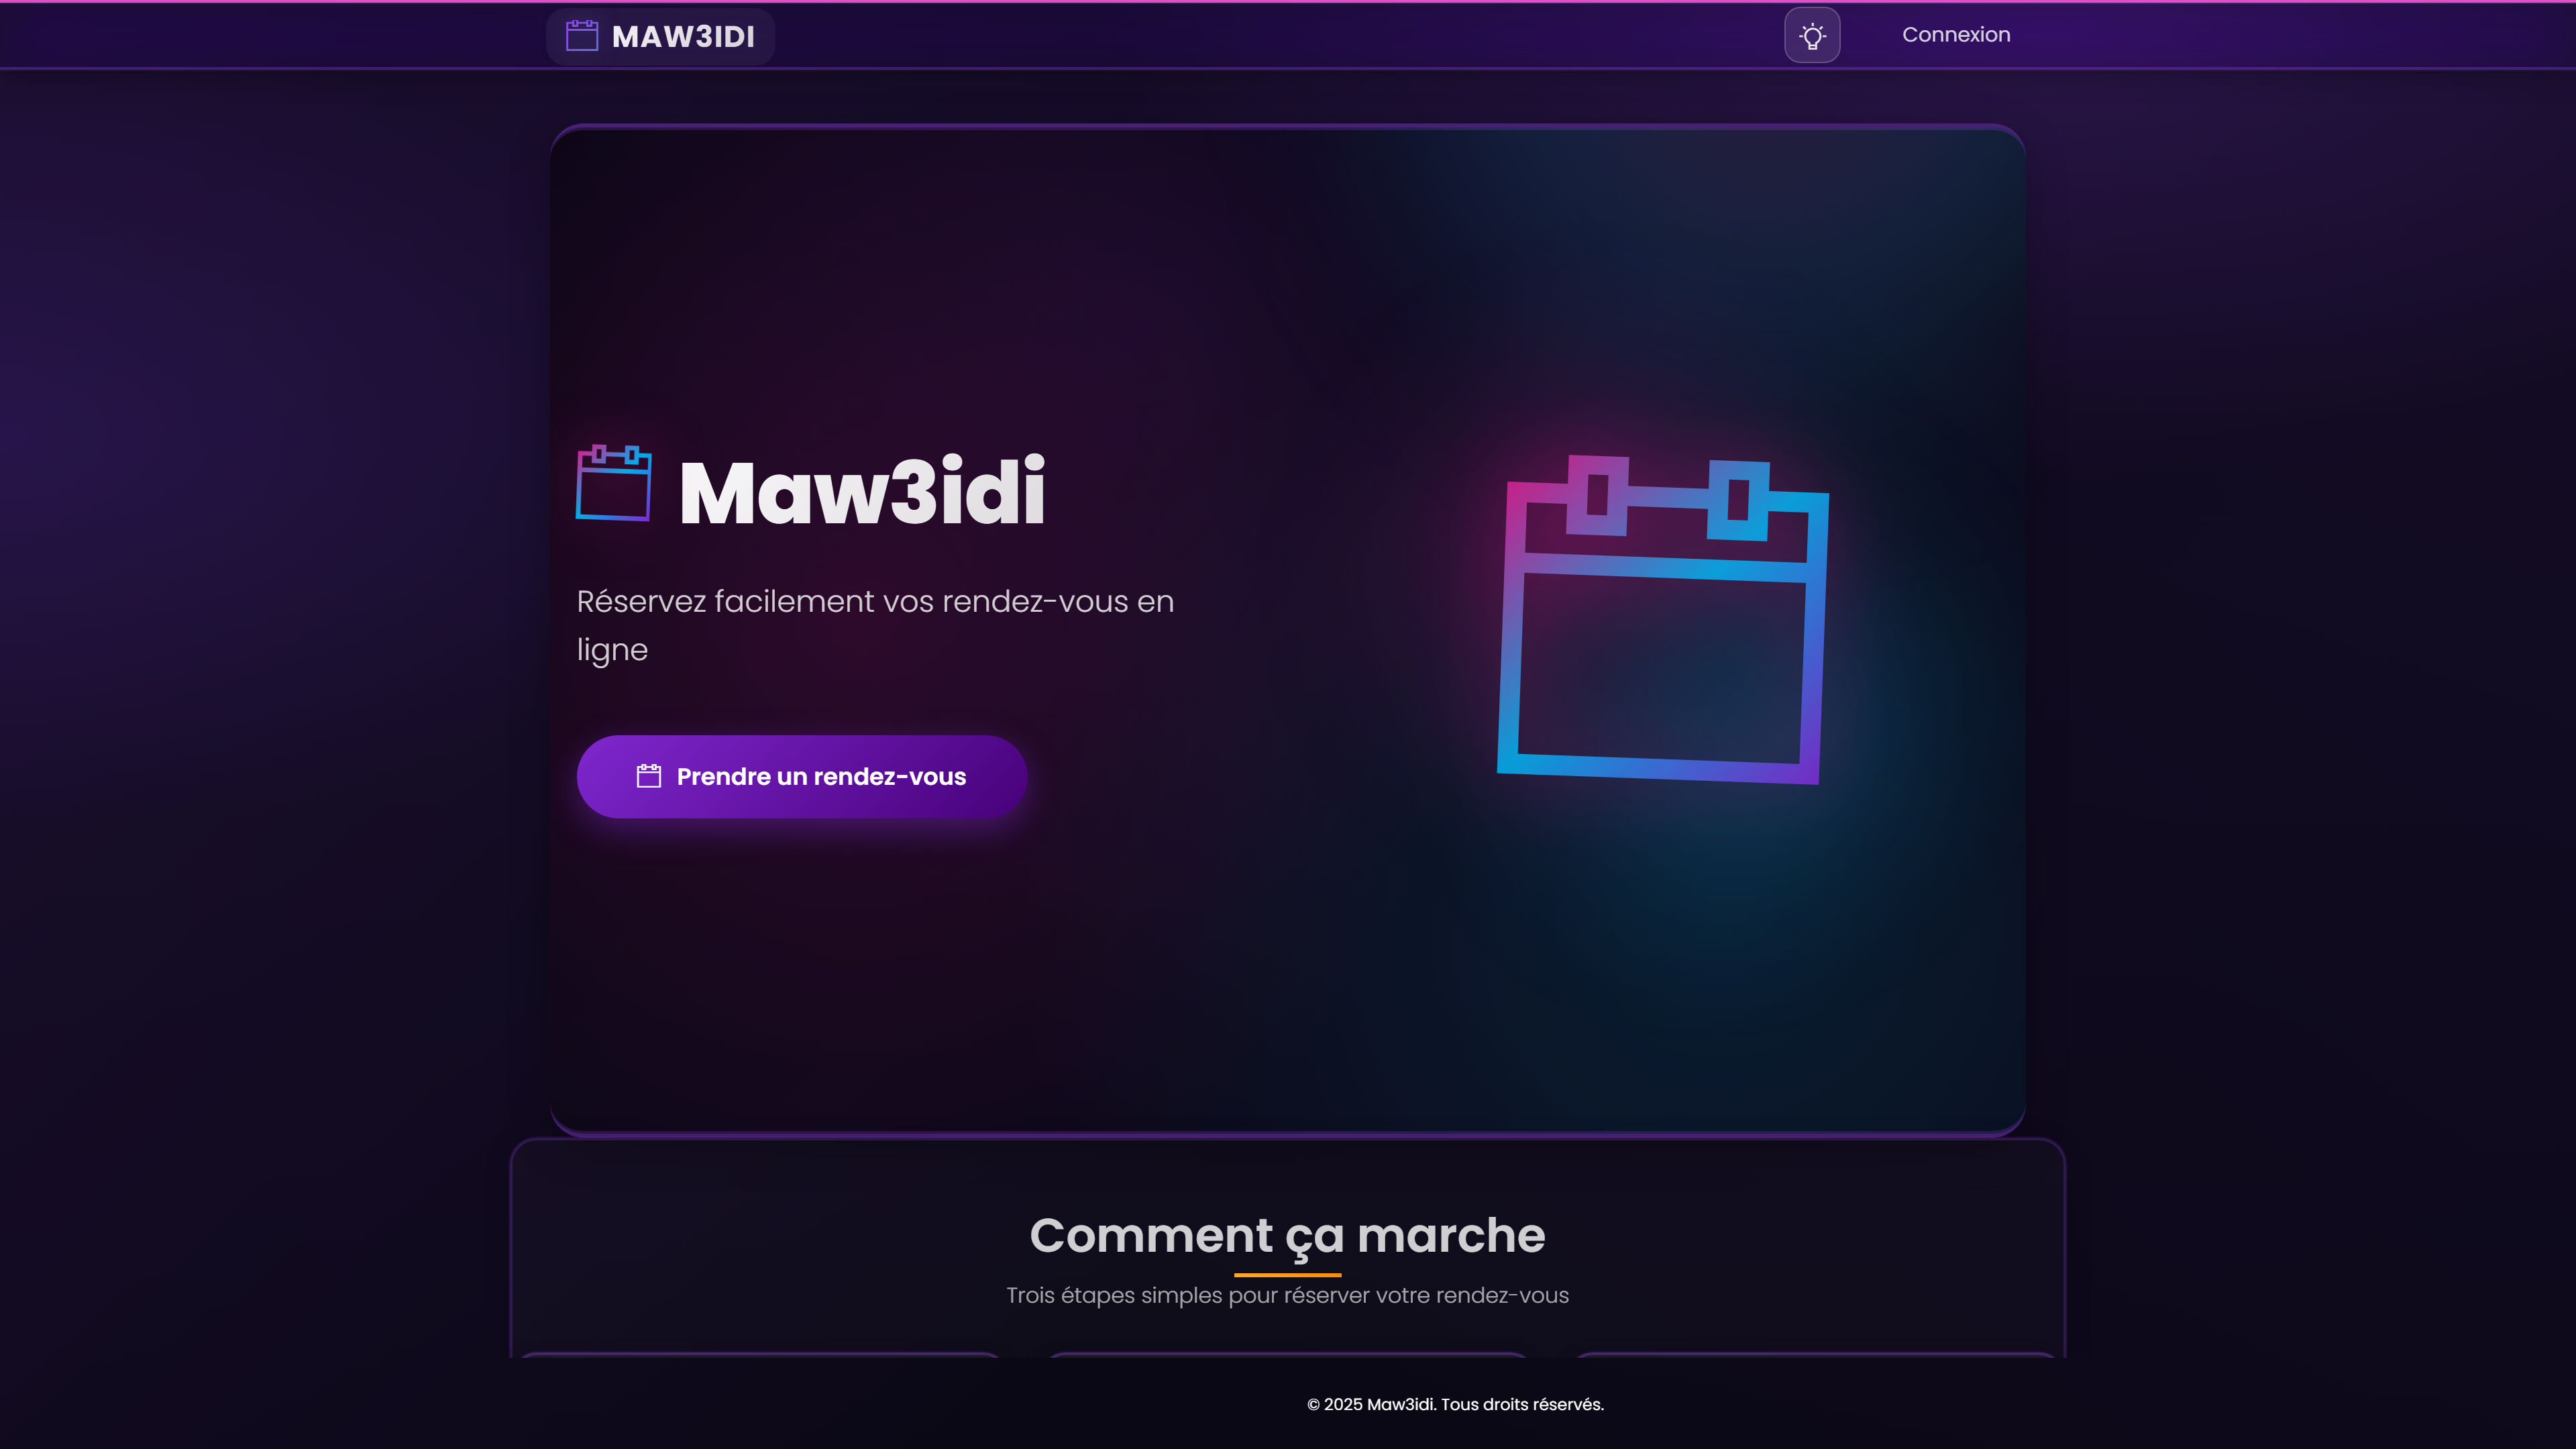 MAW3IDI
Connexion
Maw3idi
Réservez facilement vos rendez-vous en
ligne
Prendre un rendez-vous
Comment ça marche
Trois étapes simples pour réserver votre rendez-vous
© 2025 Maw3idi. Tous droits réservés.